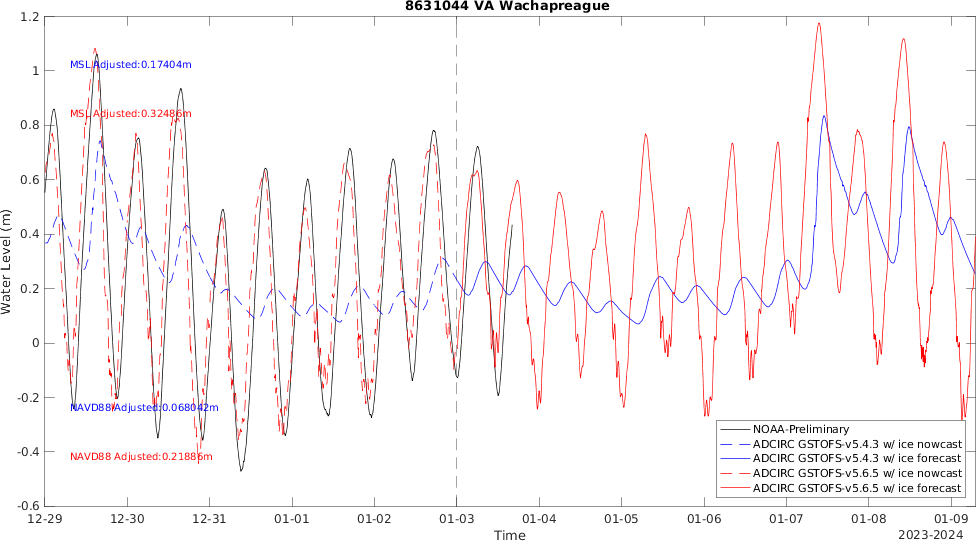 8631044 VA Wachapreague
1.2
1
0.8
0.6
0.4
0.2
0
-0.2
-0.4
-0.6
Water Level (m)
MSL Adjusted:0.17404m
MSL Adjusted:0.32486m
NAVD88 Adjusted:0.068042m
NAVD88 Adjusted:0.21886m
NOAA-Preliminary
ADCIRC GSTOFS-v5.4.3 w/ ice nowcast
ADCIRC GSTOFS-v5.4.3 w/ ice forecast
ADCIRC GSTOFS-v5.6.5 w/ ice nowcast
ADCIRC GSTOFS-v5.6.5 w/ ice forecast
12-29 12-30 12-31 01-01 01-02 01-03 01-04 01-05 01-06 01-07 01-08 01-09
Time
2023-2024